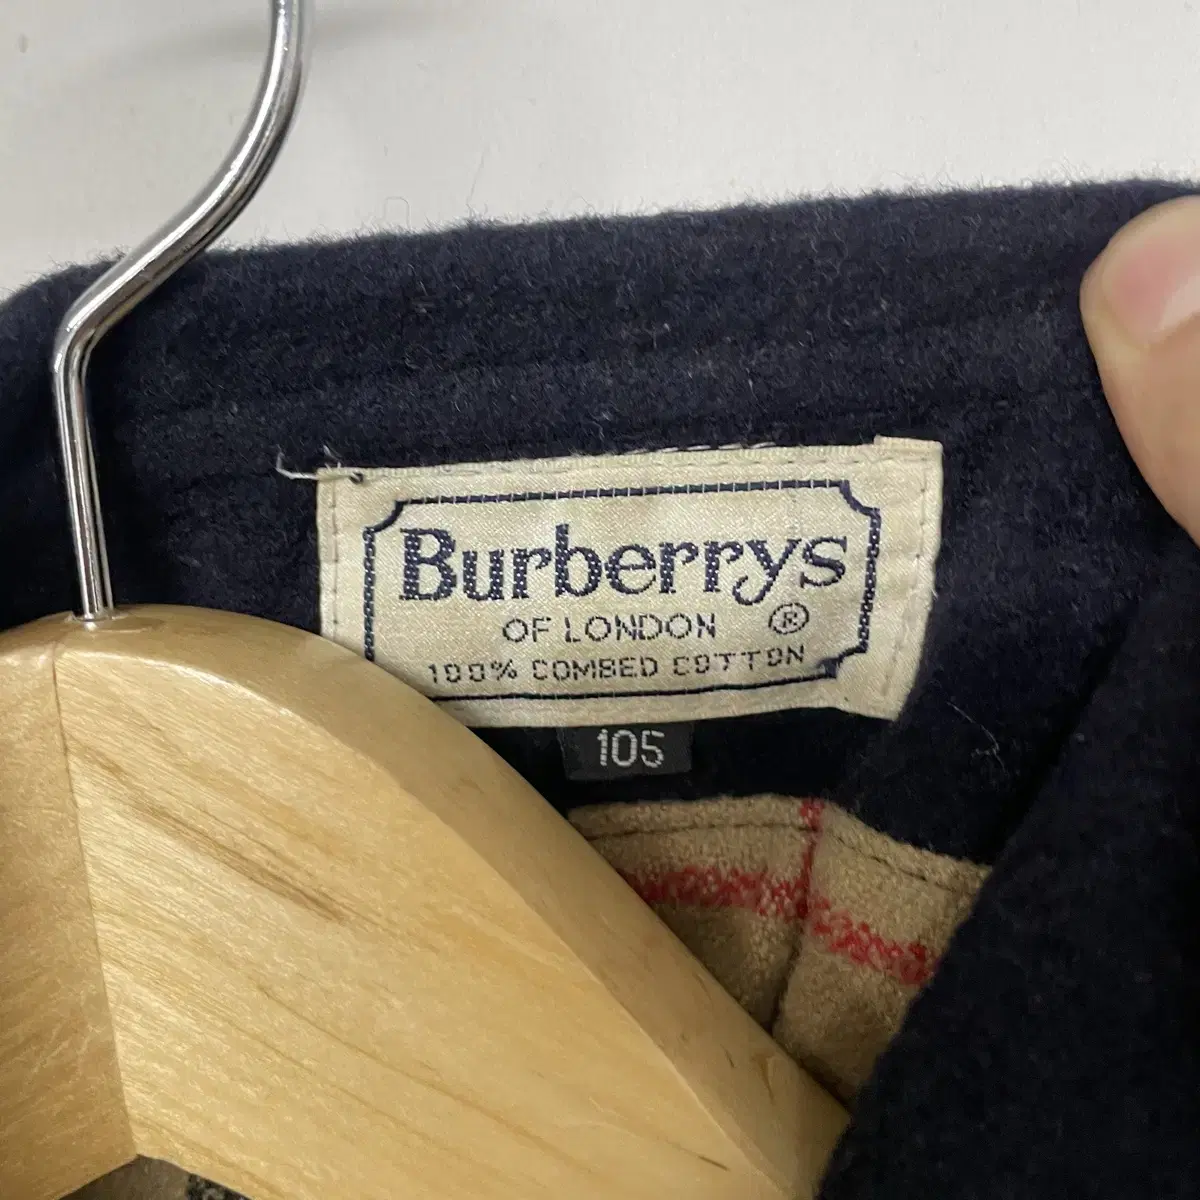 Burberrys
OF LONDON ®
100% COMBED COTTON
105